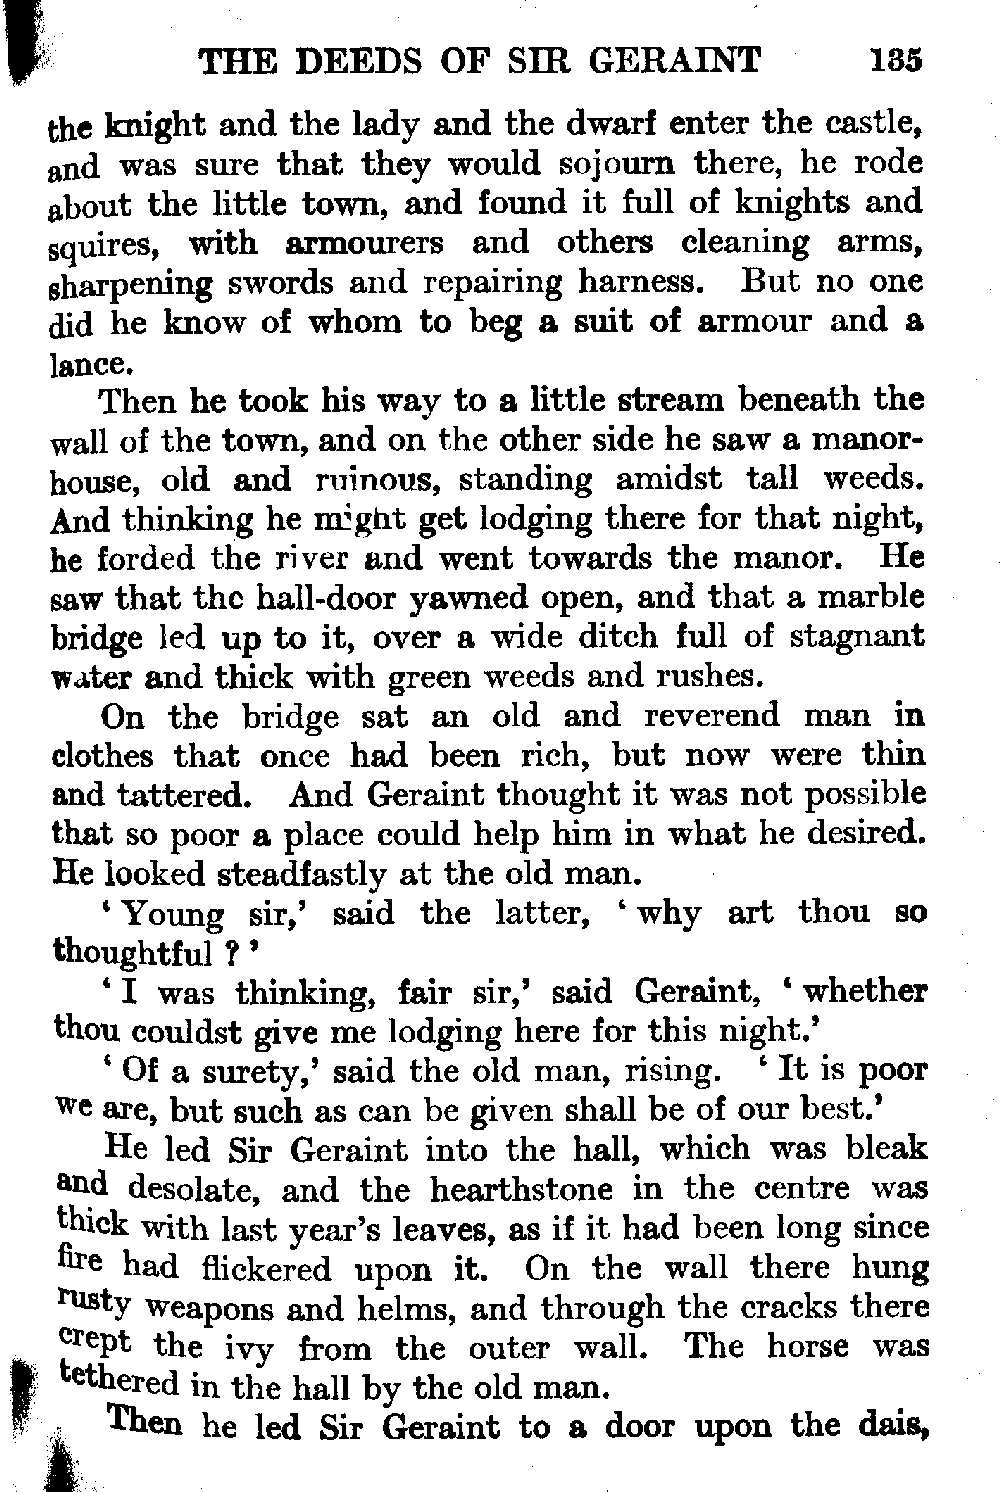 THE DEEDS OF SIR GERAINT 135
the knight and the lady and the dwarf enter the castle,
and was sure that they would sojourn there, he rode
about the little town, and found it full of knights and
squires, with armourers and others cleaning arms,
sharpening swords and repairing harness. But no one
did he know of whom to beg a suit of armour and a
lance.
Then he took his way to a little stream beneath the
wall of the town, and on the other side he saw a manor-
house, old and ruinous, standing amidst tall weeds.
And thinking he might get lodging there for that night,
he forded the river and went towards the manor. He
saw that the hall-door yawned open, and that a marble
bridge led up to it, over a wide ditch full of stagnant
water and thick with green weeds and rushes.
On the bridge sat an old and reverend man in
clothes that once had been rich, but now were thin
and tattered. And Geraint thought it was not possible
that so poor a place could help him in what he desired.
He looked steadfastly at the old man.
‘ Young sir,’ said the latter, ‘ why art thou so
thoughtful ? ’
‘ I was thinking, fair sir,’ said Geraint, ‘ whether
thou couldst give me lodging here for this night.’
‘ Of a surety,’ said the old man, rising. ‘ It is poor
we are, but such as can be given shall be of our best.’
He led Sir Geraint into the hall, which was bleak
and desolate, and the hearthstone in the centre was
thick with last year’s leaves, as if it had been long since
fire had flickered upon it. On the wall there hung
rusty weapons and helms, and through the cracks there
crept the ivy from the outer wall. The horse was
tethered in the hall by the old man.
Then he led Sir Geraint to a door upon the dais,